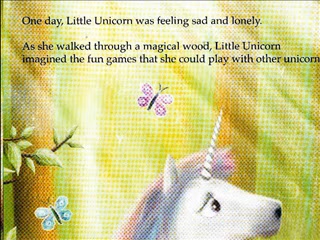 One day, Little Unicorn was feeling sad and lonely.
As she walked through a magical wood, Little Unicorn
imagined the fun games that she could play with other unicorn